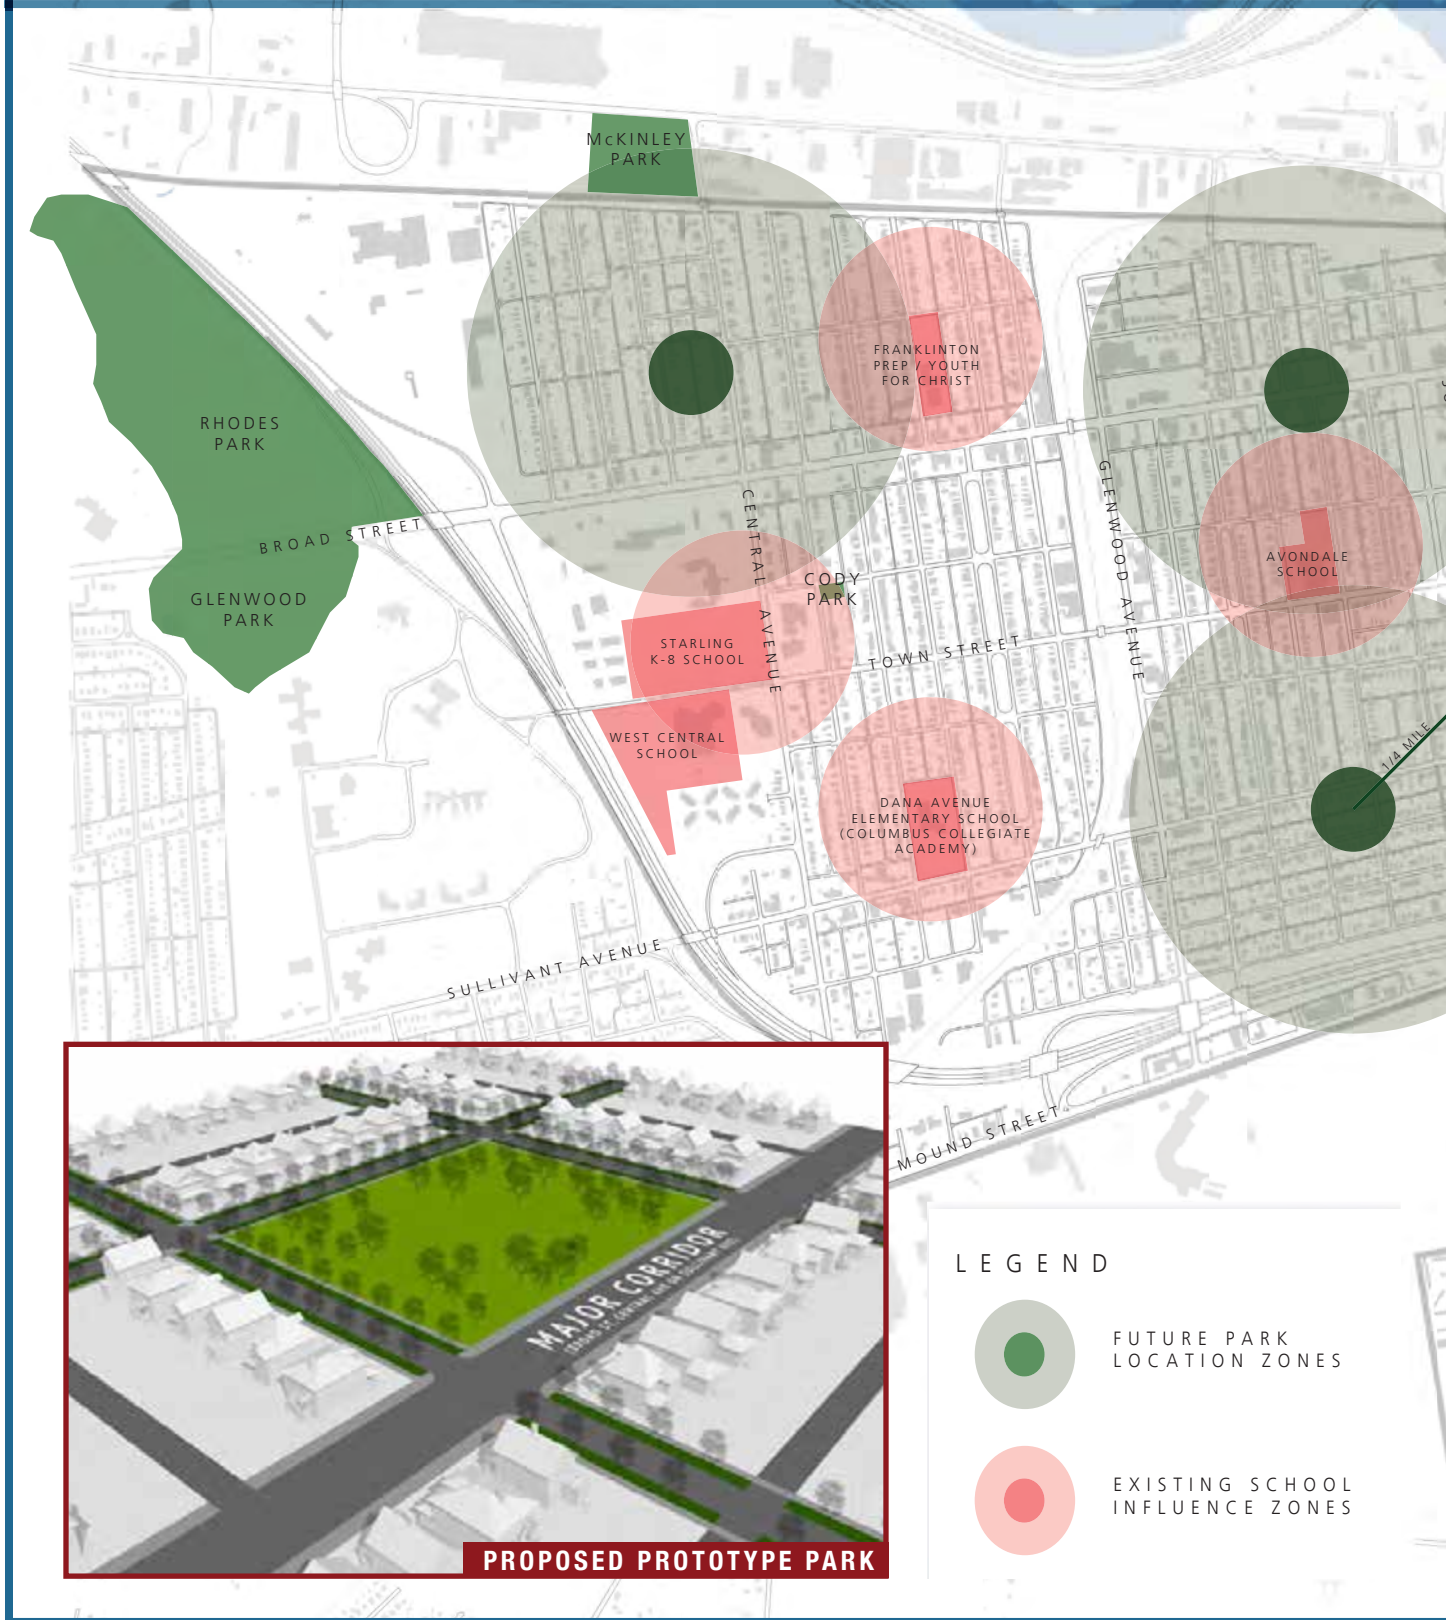 McKINLEY
PARK
FRANKLINTON
PREP / YOUTH
FOR CHRIST
RHODES
PARK
BROAD STREET
GLENWOOD
PARK
CENTRAL AVENUE
CODY
PARK
GLENWOOD AVENUE
AVONDALE
SCHOOL
STARLING
K-8 SCHOOL
TOWN STREET
WEST CENTRAL
SCHOOL
1/4 MILE
DANA AVENUE
ELEMENTARY SCHOOL
(COLUMBUS COLLEGIATE
ACADEMY)
SULLIVANT AVENUE
MOUND STREET
MAJOR CORRIDOR
PROPOSED PROTOTYPE PARK
LEGEND
FUTURE PARK
LOCATION ZONES
EXISTING SCHOOL
INFLUENCE ZONES